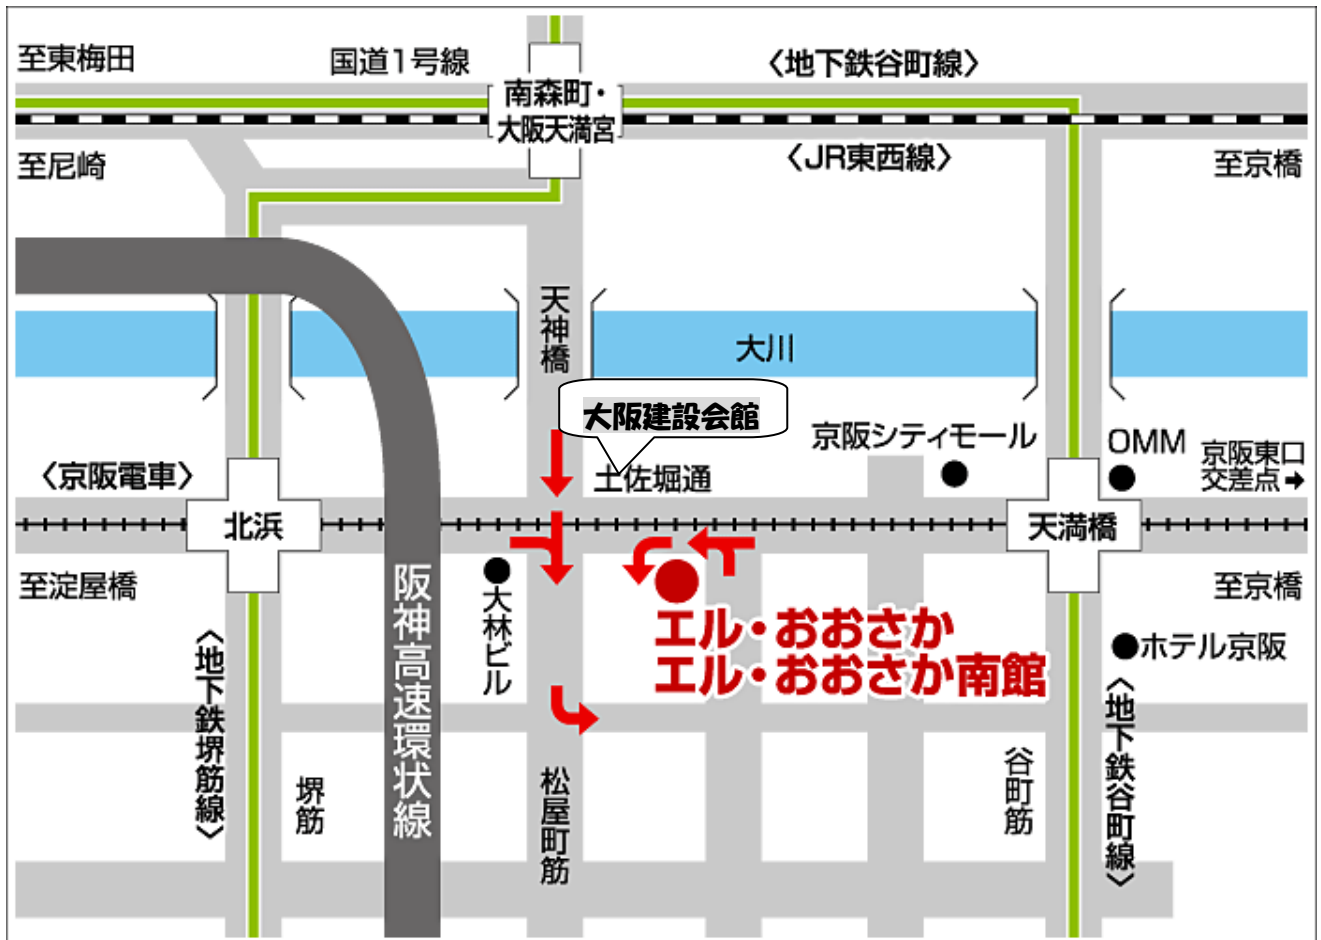 至東梅田
国道1号線
〈地下鉄谷町線〉
南森町・
大阪天満宮
至尼崎
〈JR東西線〉
至京橋
天神橋
大川
大阪建設会館
京阪シティモール
OMM
京阪東口
交差点➡
〈京阪電車〉
土佐堀通
北浜
天満橋
至淀屋橋
阪神高速環状線
大林ビル
エル・おおさか
エル・おおさか南館
至京橋
ホテル京阪
〈地下鉄堺筋線〉
堺筋
松屋町筋
谷町筋
〈地下鉄谷町線〉